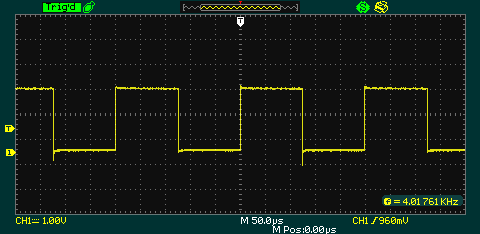 Trig'd
T
T
1
f = 4.01761KHz
CH1 1.00V M 50.0µs CH1 / 960mV
M Pos:0.00µs